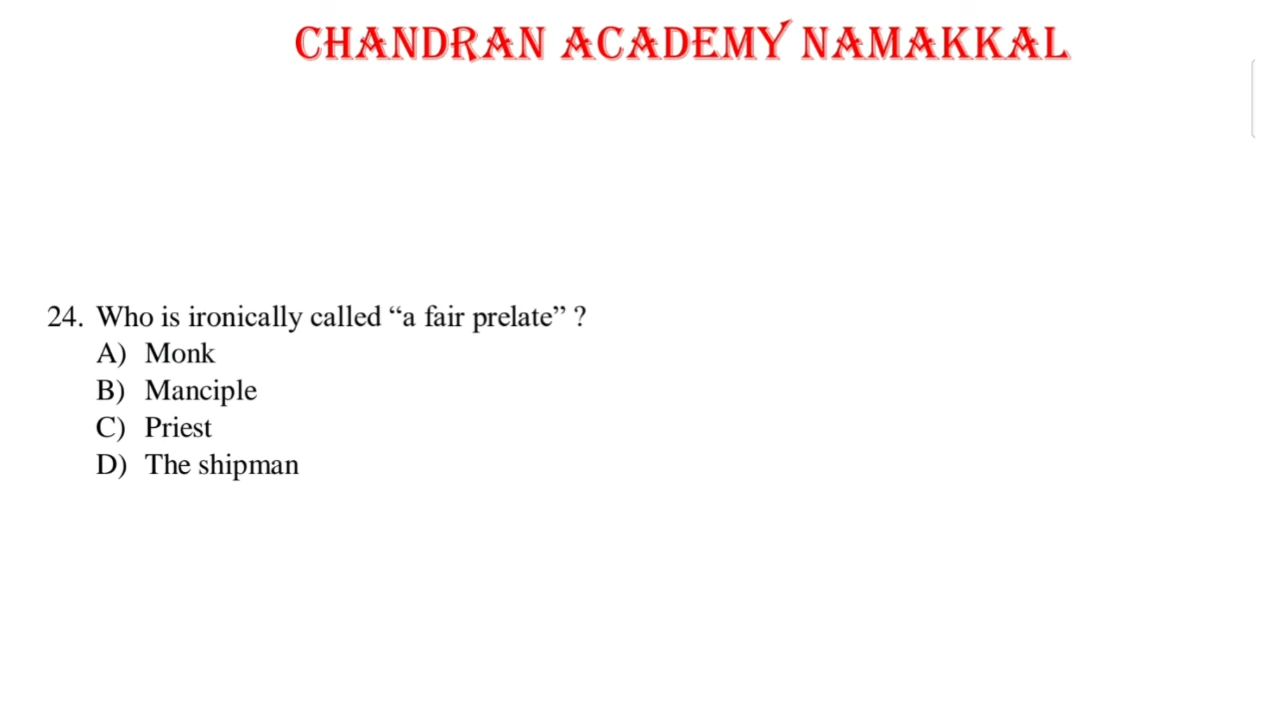 CHANDRAN ACADEMY NAMAKKAL
24. Who is ironically called “a fair prelate” ?
A) Monk
B) Manciple
C) Priest
D) The shipman